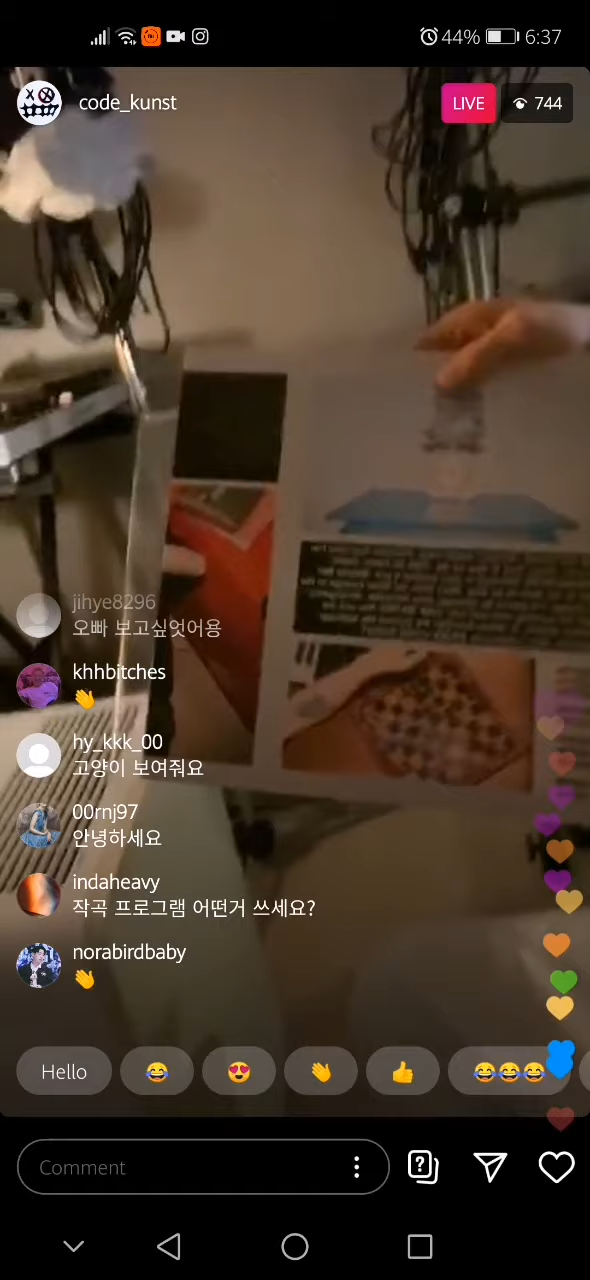 44% 6:37
code_kunst LIVE 744
jihye8296
오빠 보고싶엇어용
khhbitches
👋
hy_kkk_00
고양이 보여줘요
00rnj97
안녕하세요
indaheavy
작곡 프로그램 어떤거 쓰세요?
norabirdbaby
👋
Hello 😂 😍 👋 👍 😂😂😂
Comment